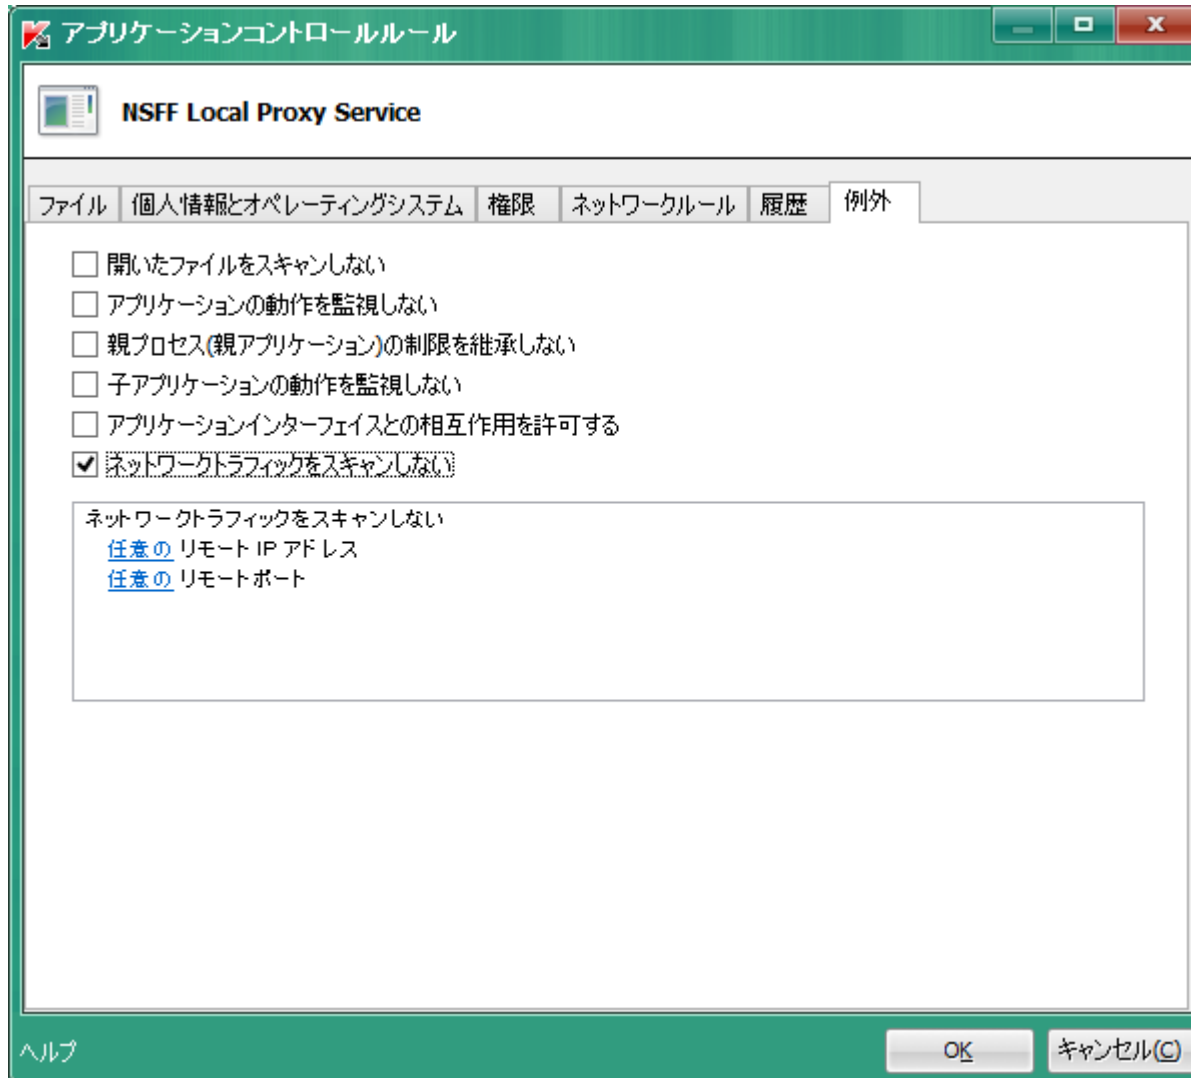 アプリケーションコントロールルール
NSFF Local Proxy Service
ファイル 個人情報とオペレーティングシステム 権限 ネットワークルール 履歴 例外
開いたファイルをスキャンしない
アプリケーションの動作を監視しない
親プロセス(親アプリケーション)の制限を継承しない
子アプリケーションの動作を監視しない
アプリケーションインターフェイスとの相互作用を許可する
ネットワークトラフィックをスキャンしない
ネットワークトラフィックをスキャンしない
任意の リモート IP アドレス
任意の リモートポート
ヘルプ OK キャンセル(C)